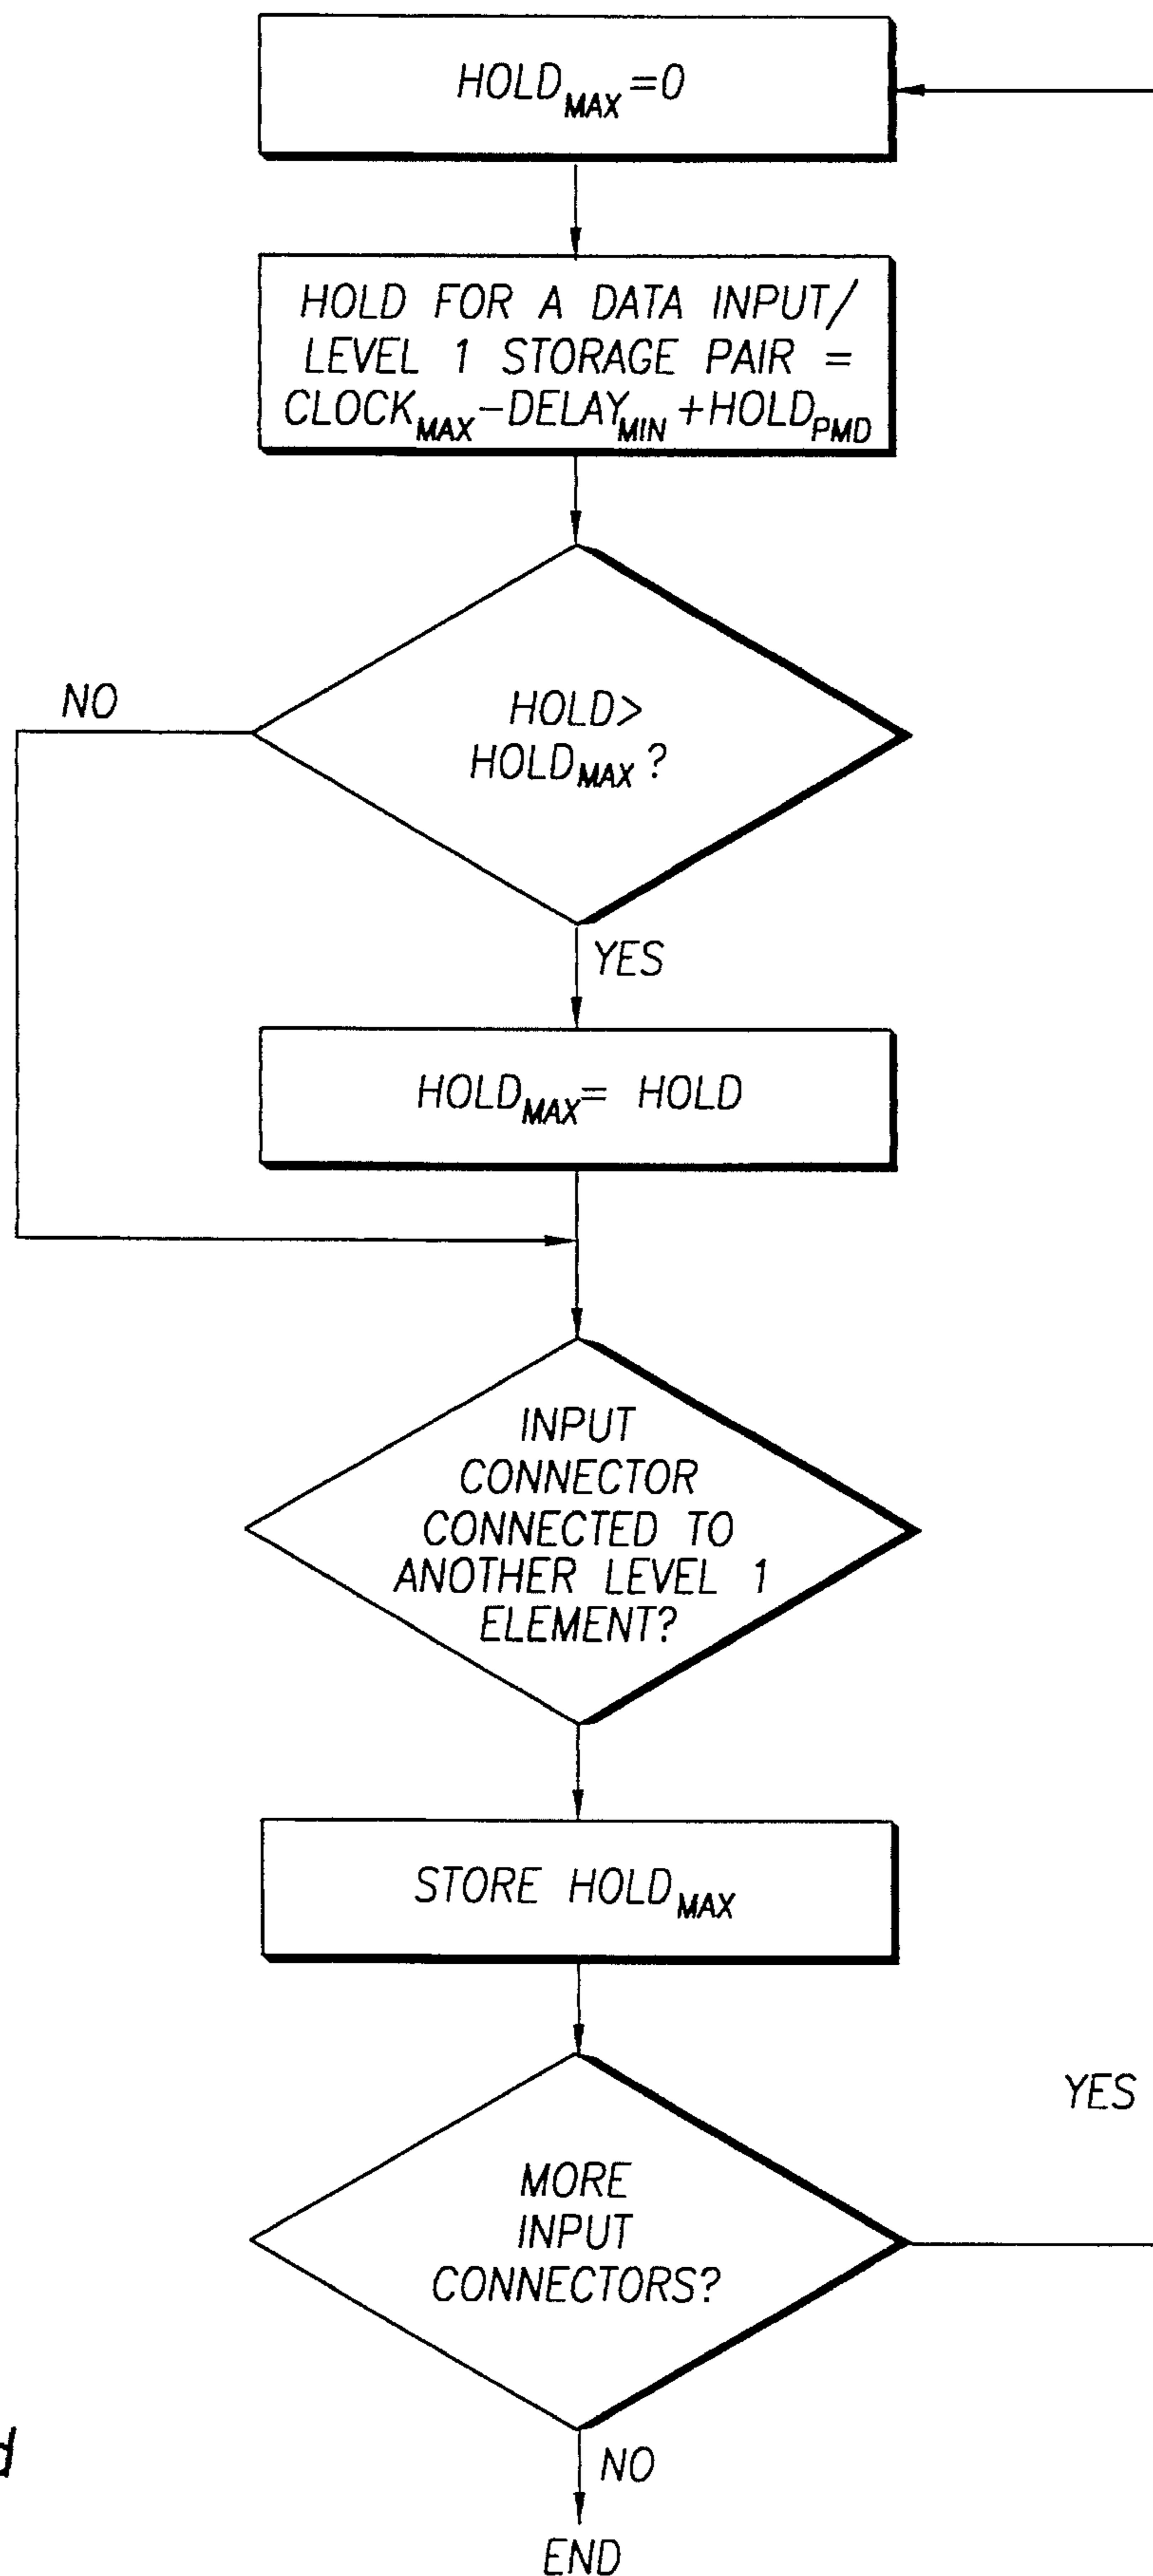 HOLD_MAX=0
HOLD FOR A DATA INPUT/
LEVEL 1 STORAGE PAIR =
CLOCK_MAX-DELAY_MIN+HOLD_PMD
NO
HOLD>
HOLD_MAX?
YES
HOLD_MAX= HOLD
INPUT
CONNECTOR
CONNECTED TO
ANOTHER LEVEL 1
ELEMENT?
STORE HOLD_MAX
YES
MORE
INPUT
CONNECTORS?
NO
END